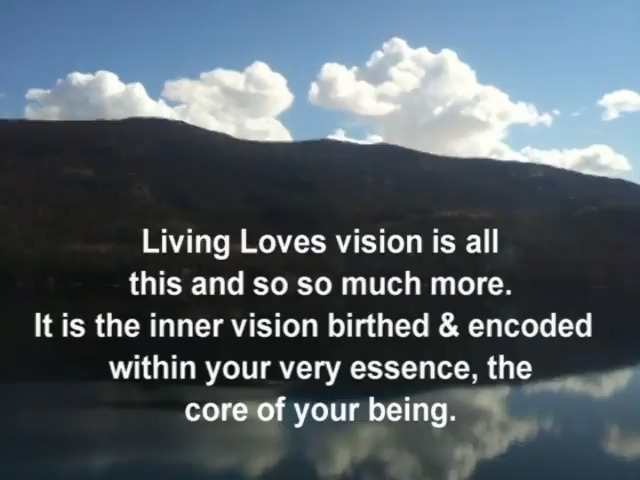 Living Loves vision is all
this and so so much more.
It is the inner vision birthed & encoded
within your very essence, the
core of your being.